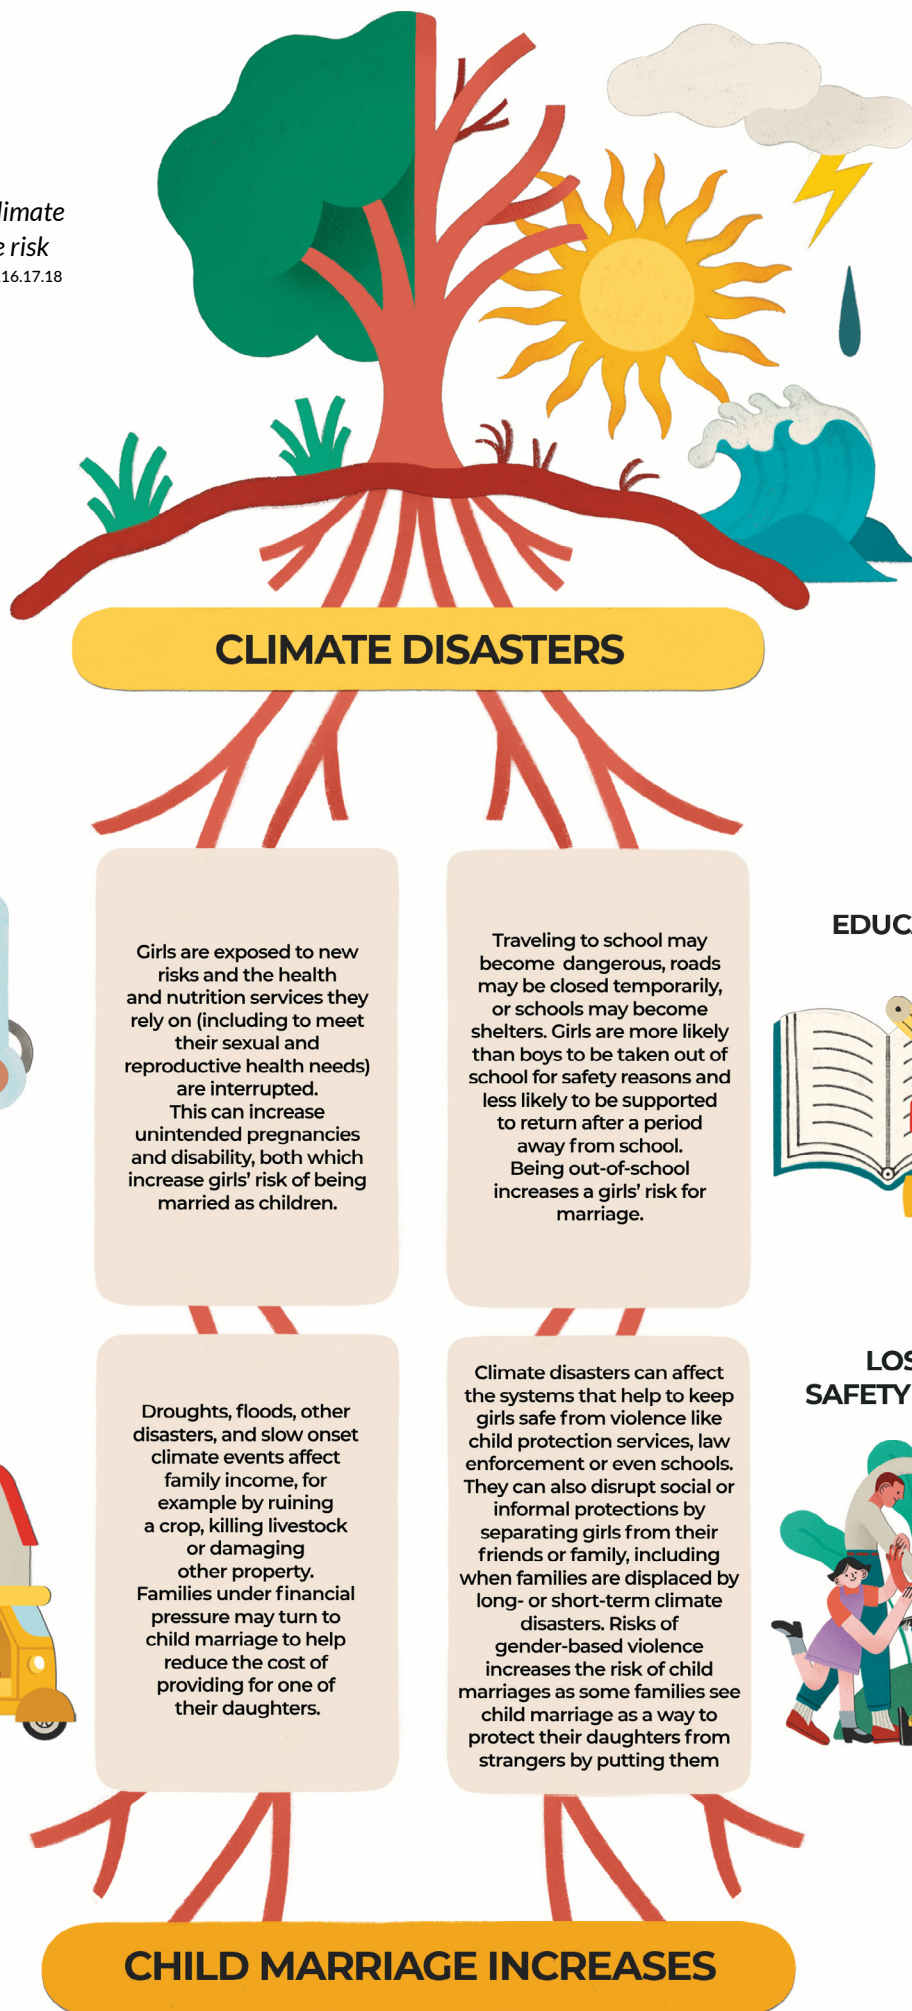 limate
e risk
.16.17.18
CLIMATE DISASTERS
Girls are exposed to new
risks and the health
and nutrition services they
rely on (including to meet
their sexual and
reproductive health needs)
are interrupted.
This can increase
unintended pregnancies
and disability, both which
increase girls’ risk of being
married as children.
Traveling to school may
become dangerous, roads
may be closed temporarily,
or schools may become
shelters. Girls are more likely
than boys to be taken out of
school for safety reasons and
less likely to be supported
to return after a period
away from school.
Being out-of-school
increases a girls’ risk for
marriage.
EDUC
Droughts, floods, other
disasters, and slow onset
climate events affect
family income, for
example by ruining
a crop, killing livestock
or damaging
other property.
Families under financial
pressure may turn to
child marriage to help
reduce the cost of
providing for one of
their daughters.
Climate disasters can affect
the systems that help to keep
girls safe from violence like
child protection services, law
enforcement or even schools.
They can also disrupt social or
informal protections by
separating girls from their
friends or family, including
when families are displaced by
long- or short-term climate
disasters. Risks of
gender-based violence
increases the risk of child
marriages as some families see
child marriage as a way to
protect their daughters from
strangers by putting them
LOS
SAFETY
CHILD MARRIAGE INCREASES